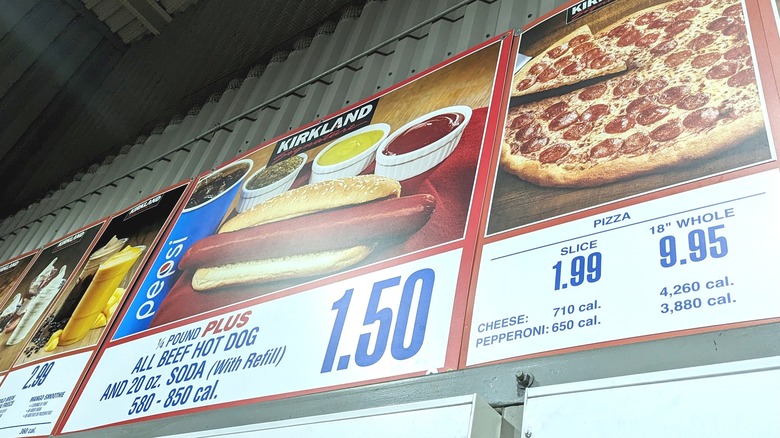 KIRKLAND
2.99
MANGO SMOOTHIE
KIRKLAND
pepsi
¼ POUND PLUS
ALL BEEF HOT DOG
AND 20 oz. SODA (With Refill)
580 - 850 cal.
1.50
PIZZA
SLICE
1.99
18" WHOLE
9.95
CHEESE: 710 cal. 4,260 cal.
PEPPERONI: 650 cal. 3,880 cal.